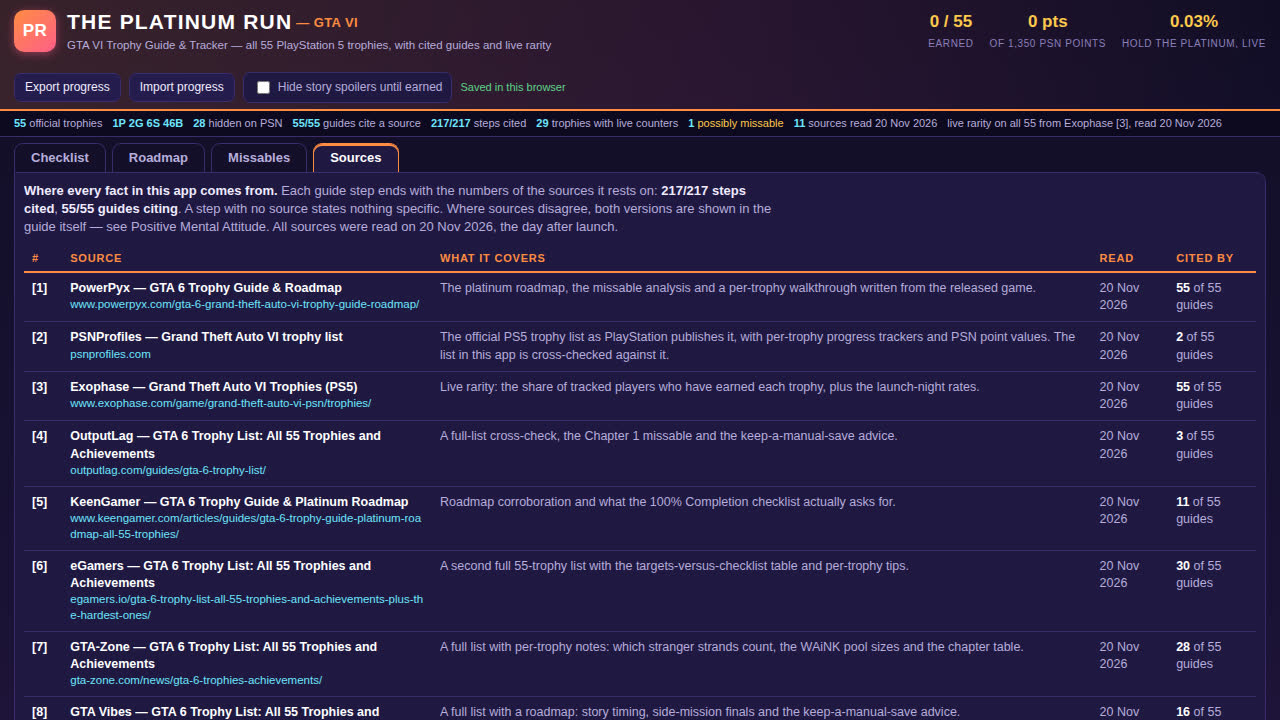 PR
THE PLATINUM RUN — GTA VI
GTA VI Trophy Guide & Tracker — all 55 PlayStation 5 trophies, with cited guides and live rarity
0 / 55
EARNED
0 pts
OF 1,350 PSN POINTS
0.03%
HOLD THE PLATINUM, LIVE
Export progress
Import progress
Hide story spoilers until earned
Saved in this browser
55 official trophies 1P 2G 6S 46B 28 hidden on PSN 55/55 guides cite a source 217/217 steps cited 29 trophies with live counters 1 possibly missable 11 sources read 20 Nov 2026 live rarity on all 55 from Exophase [3], read 20 Nov 2026
Checklist
Roadmap
Missables
Sources
Where every fact in this app comes from. Each guide step ends with the numbers of the sources it rests on: 217/217 steps
cited, 55/55 guides citing. A step with no source states nothing specific. Where sources disagree, both versions are shown in the
guide itself — see Positive Mental Attitude. All sources were read on 20 Nov 2026, the day after launch.
# SOURCE WHAT IT COVERS READ CITED BY
[1] PowerPyx — GTA 6 Trophy Guide & Roadmap
www.powerpyx.com/gta-6-grand-theft-auto-vi-trophy-guide-roadmap/
The platinum roadmap, the missable analysis and a per-trophy walkthrough written from the released game.
20 Nov
2026
55 of 55
guides
[2] PSNProfiles — Grand Theft Auto VI trophy list
psnprofiles.com
The official PS5 trophy list as PlayStation publishes it, with per-trophy progress trackers and PSN point values. The
list in this app is cross-checked against it.
20 Nov
2026
2 of 55
guides
[3] Exophase — Grand Theft Auto VI Trophies (PS5)
www.exophase.com/game/grand-theft-auto-vi-psn/trophies/
Live rarity: the share of tracked players who have earned each trophy, plus the launch-night rates.
20 Nov
2026
55 of 55
guides
[4] OutputLag — GTA 6 Trophy List: All 55 Trophies and
Achievements
outputlag.com/guides/gta-6-trophy-list/
A full-list cross-check, the Chapter 1 missable and the keep-a-manual-save advice.
20 Nov
2026
3 of 55
guides
[5] KeenGamer — GTA 6 Trophy Guide & Platinum Roadmap
www.keengamer.com/articles/guides/gta-6-trophy-guide-platinum-roa
dmap-all-55-trophies/
Roadmap corroboration and what the 100% Completion checklist actually asks for.
20 Nov
2026
11 of 55
guides
[6] eGamers — GTA 6 Trophy List: All 55 Trophies and
Achievements
egamers.io/gta-6-trophy-list-all-55-trophies-and-achievements-plus-th
e-hardest-ones/
A second full 55-trophy list with the targets-versus-checklist table and per-trophy tips.
20 Nov
2026
30 of 55
guides
[7] GTA-Zone — GTA 6 Trophy List: All 55 Trophies and
Achievements
gta-zone.com/news/gta-6-trophies-achievements/
A full list with per-trophy notes: which stranger strands count, the WAiNK pool sizes and the chapter table.
20 Nov
2026
28 of 55
guides
[8] GTA Vibes — GTA 6 Trophy List: All 55 Trophies and
A full list with a roadmap: story timing, side-mission finals and the keep-a-manual-save advice.
20 Nov
16 of 55